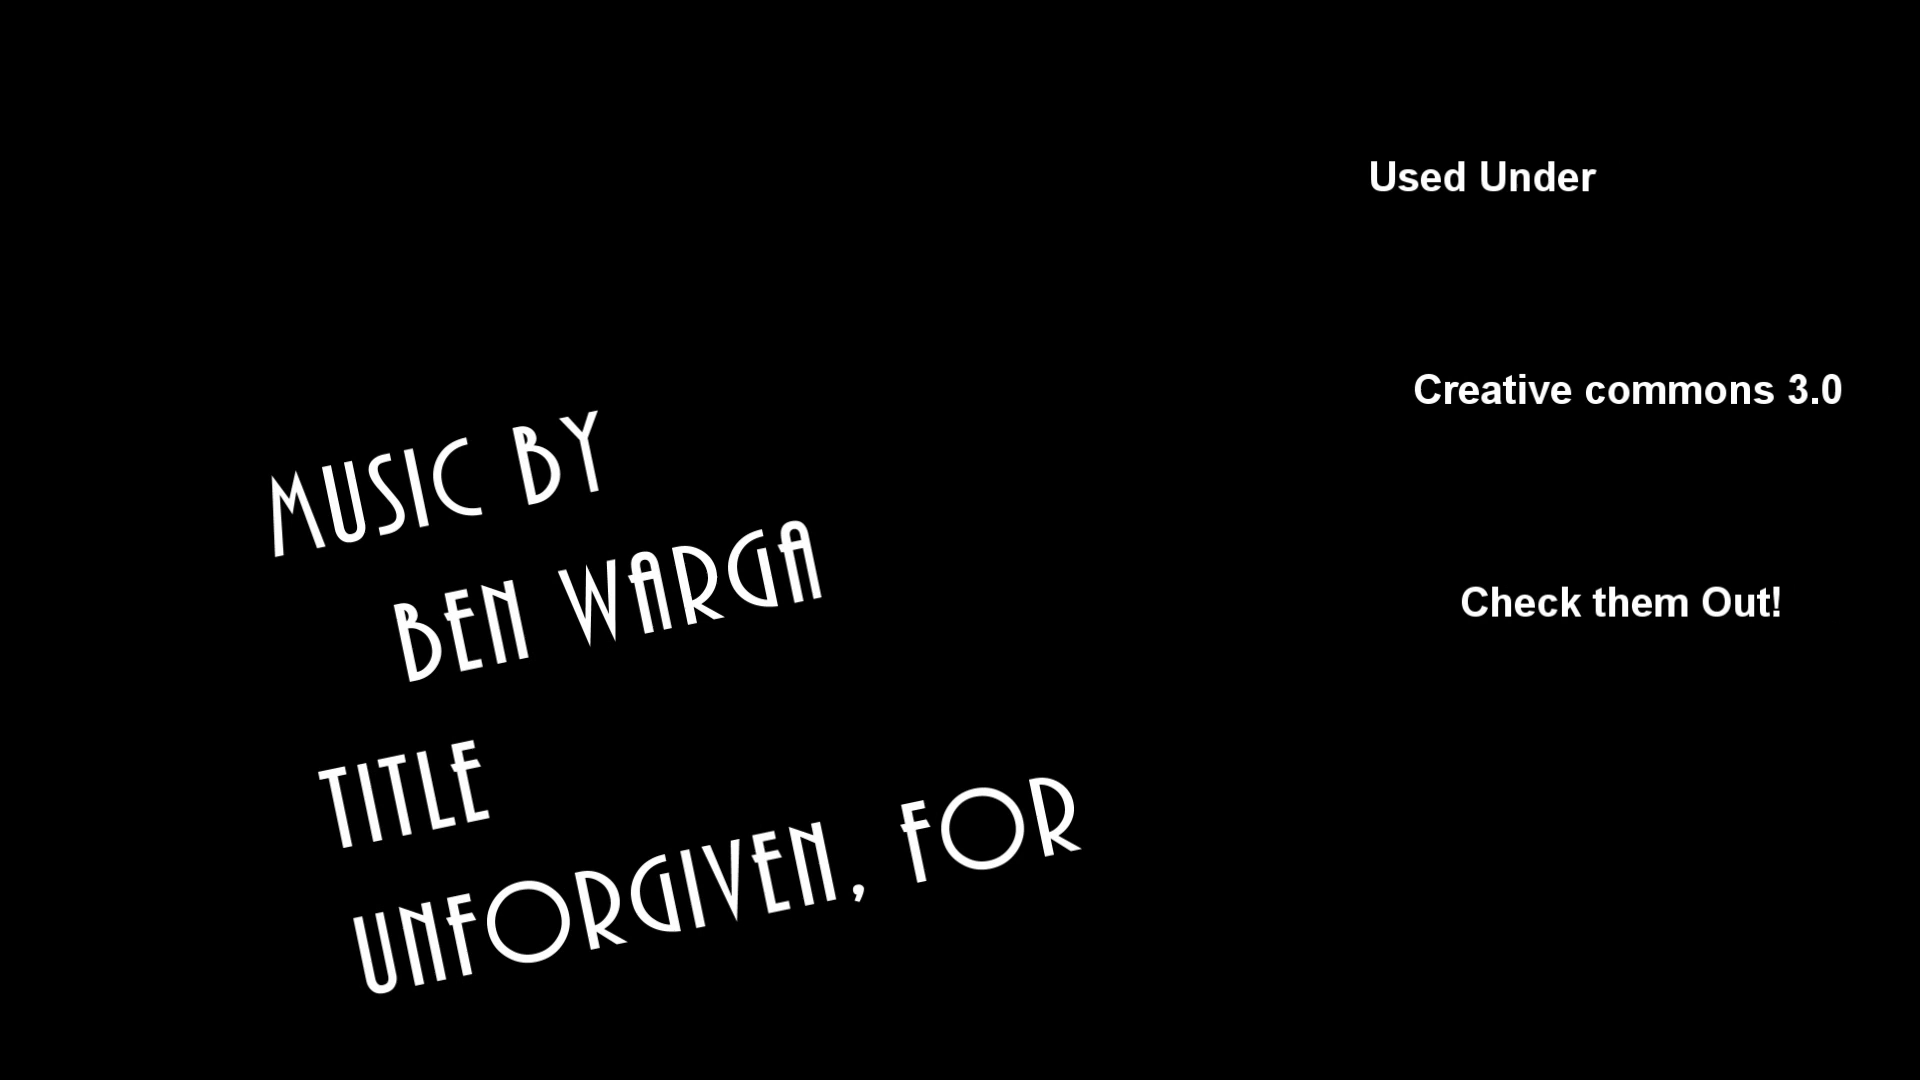 MUSIC BY
BEN WARGA
TITLE
UNFORGIVEN, FOR
Used Under
Creative commons 3.0
Check them Out!